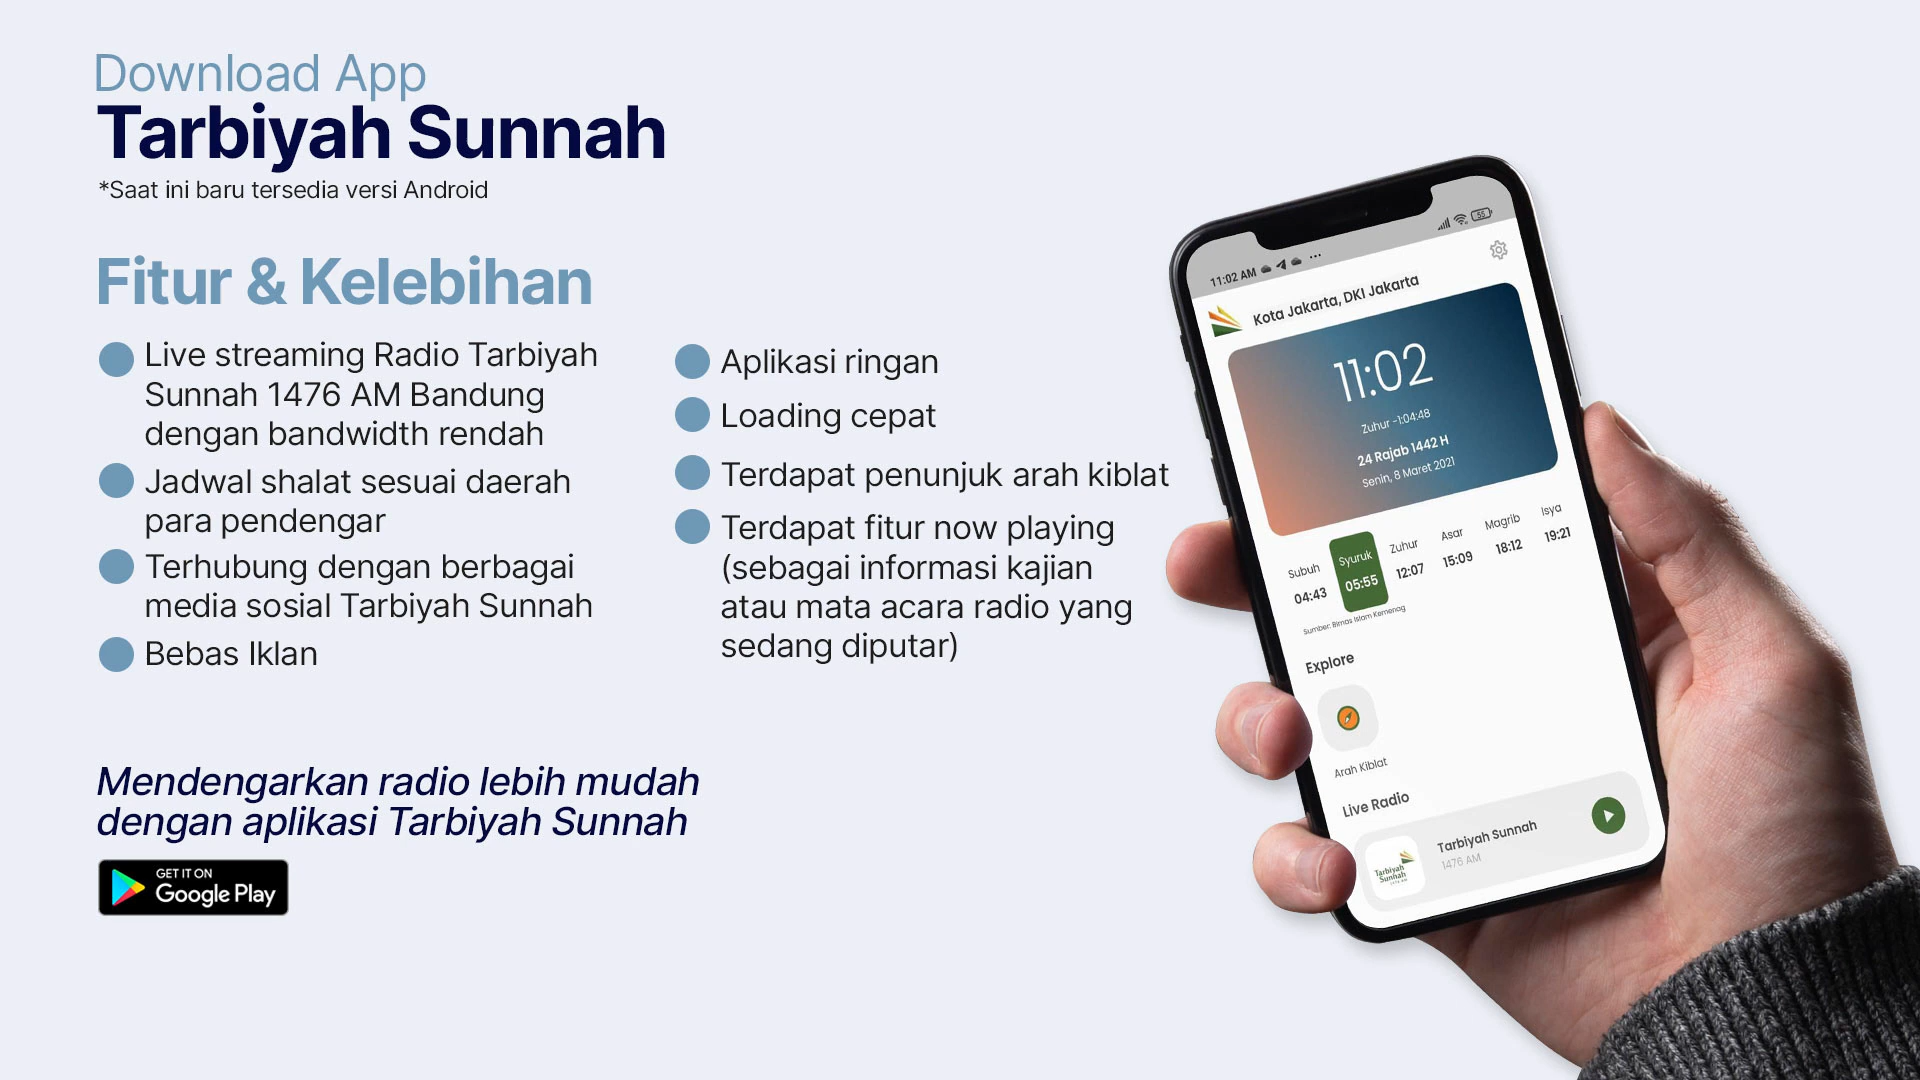 Download App
Tarbiyah Sunnah
*Saat ini baru tersedia versi Android
Fitur & Kelebihan
Live streaming Radio Tarbiyah
Sunnah 1476 AM Bandung
dengan bandwidth rendah
Jadwal shalat sesuai daerah
para pendengar
Terhubung dengan berbagai
media sosial Tarbiyah Sunnah
Bebas Iklan
Aplikasi ringan
Loading cepat
Terdapat penunjuk arah kiblat
Terdapat fitur now playing
(sebagai informasi kajian
atau mata acara radio yang
sedang diputar)
Mendengarkan radio lebih mudah
dengan aplikasi Tarbiyah Sunnah
GET IT ON
Google Play
11:02 AM ... 55
Kota Jakarta, DKI Jakarta
11:02
Zuhur -1:04:48
24 Rajab 1442 H
Senin, 8 Maret 2021
Subuh Syuruk Zuhur Asar Magrib Isya
04:43 05:55 12:07 15:09 18:12 19:21
Sumber: Bimas Islam Kemenag
Explore
Arah Kiblat
Live Radio
Tarbiyah Sunnah
1476 AM
Tarbiyah
Sunnah
1476 AM